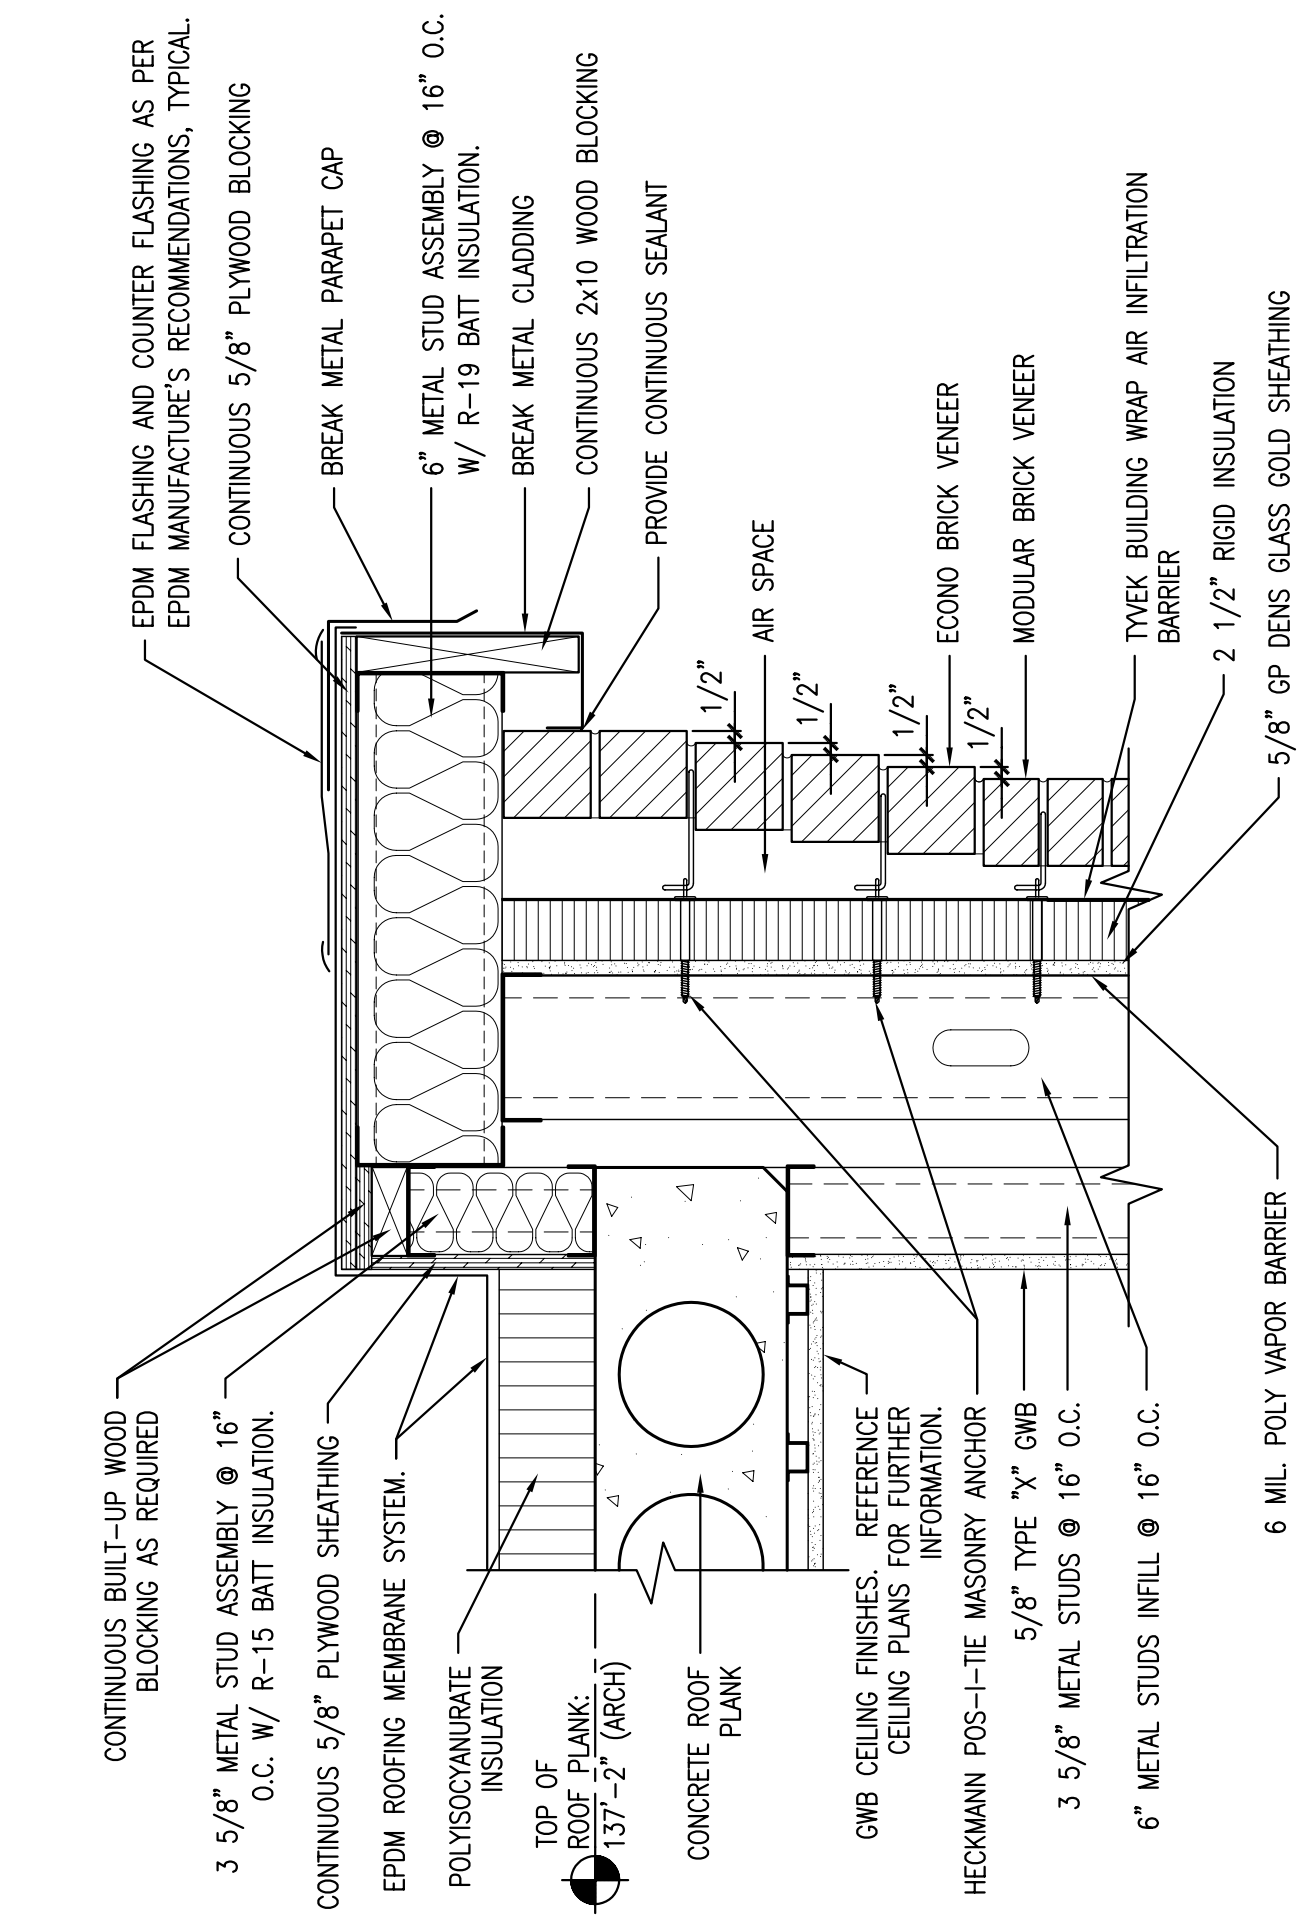 EPDM FLASHING AND COUNTER FLASHING AS PER
EPDM MANUFACTURE'S RECOMMENDATIONS, TYPICAL.
CONTINUOUS 5/8" PLYWOOD BLOCKING
BREAK METAL PARAPET CAP
6" METAL STUD ASSEMBLY @ 16" O.C.
W/ R-19 BATT INSULATION.
BREAK METAL CLADDING
CONTINUOUS 2x10 WOOD BLOCKING
PROVIDE CONTINUOUS SEALANT
1/2"
AIR SPACE
1/2"
1/2"
ECONO BRICK VENEER
1/2"
MODULAR BRICK VENEER
TYVEK BUILDING WRAP AIR INFILTRATION
BARRIER
2 1/2" RIGID INSULATION
5/8" GP DENS GLASS GOLD SHEATHING
CONTINUOUS BUILT-UP WOOD
BLOCKING AS REQUIRED
3 5/8" METAL STUD ASSEMBLY @ 16"
O.C. W/ R-15 BATT INSULATION.
CONTINUOUS 5/8" PLYWOOD SHEATHING
EPDM ROOFING MEMBRANE SYSTEM.
POLYISOCYANURATE
INSULATION
TOP OF
ROOF PLANK:
137'-2" (ARCH)
CONCRETE ROOF
PLANK
GWB CEILING FINISHES. REFERENCE
CEILING PLANS FOR FURTHER
INFORMATION.
HECKMANN POS-I-TIE MASONRY ANCHOR
5/8" TYPE "X" GWB
3 5/8" METAL STUDS @ 16" O.C.
6" METAL STUDS INFILL @ 16" O.C.
6 MIL. POLY VAPOR BARRIER